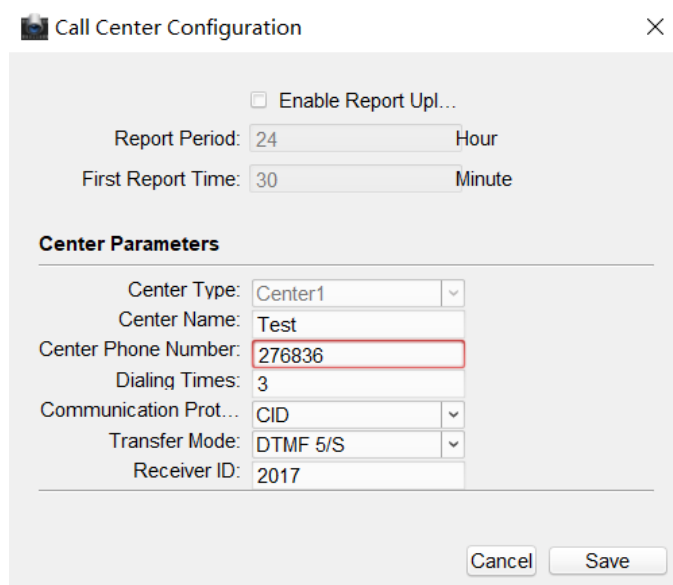 Call Center Configuration
Enable Report Upl...
Report Period: 24 Hour
First Report Time: 30 Minute
Center Parameters
Center Type: Center1
Center Name: Test
Center Phone Number: 276836
Dialing Times: 3
Communication Prot... CID
Transfer Mode: DTMF 5/S
Receiver ID: 2017
Cancel Save